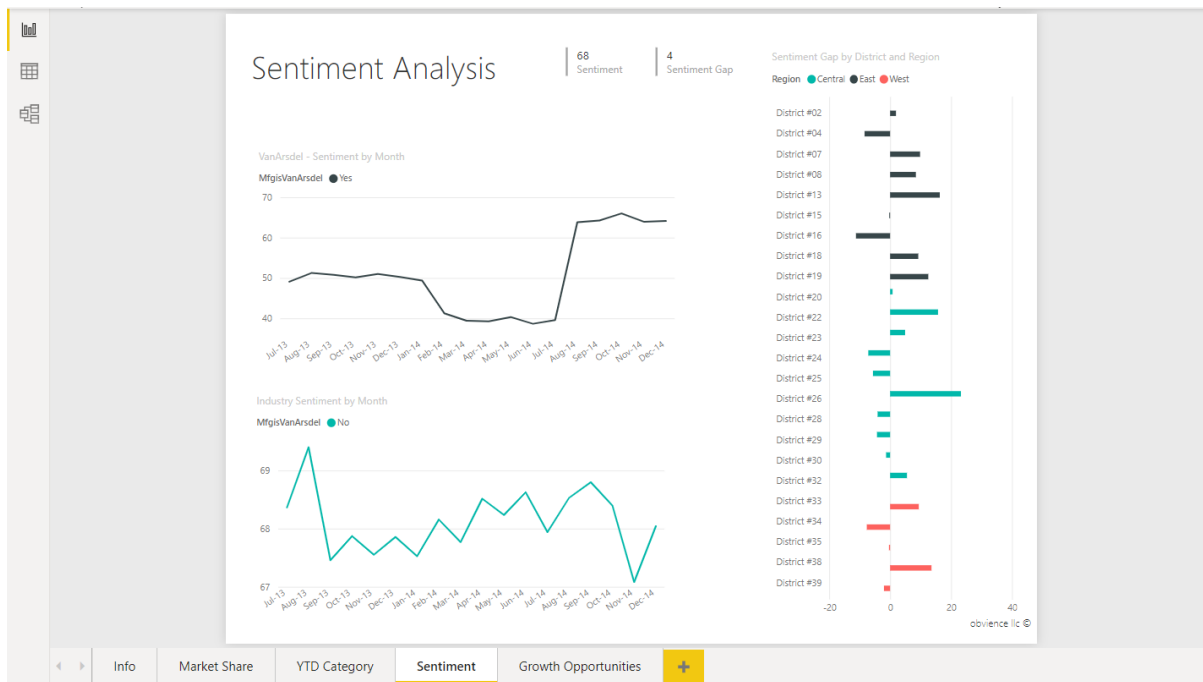 Sentiment Analysis
68
Sentiment
4
Sentiment Gap
VanArsdel - Sentiment by Month
MfgisVanArsdel Yes
70
60
50
40
Jul-13 Aug-13 Sep-13 Oct-13 Nov-13 Dec-13 Jan-14 Feb-14 Mar-14 Apr-14 May-14 Jun-14 Jul-14 Aug-14 Sep-14 Oct-14 Nov-14 Dec-14
Industry Sentiment by Month
MfgisVanArsdel No
69
68
67
Jul-13 Aug-13 Sep-13 Oct-13 Nov-13 Dec-13 Jan-14 Feb-14 Mar-14 Apr-14 May-14 Jun-14 Jul-14 Aug-14 Sep-14 Oct-14 Nov-14 Dec-14
Sentiment Gap by District and Region
Region Central East West
District #02
District #04
District #07
District #08
District #13
District #15
District #16
District #18
District #19
District #20
District #22
District #23
District #24
District #25
District #26
District #28
District #29
District #30
District #32
District #33
District #34
District #35
District #38
District #39
-20 0 20 40
obvience llc ©
Info Market Share YTD Category Sentiment Growth Opportunities